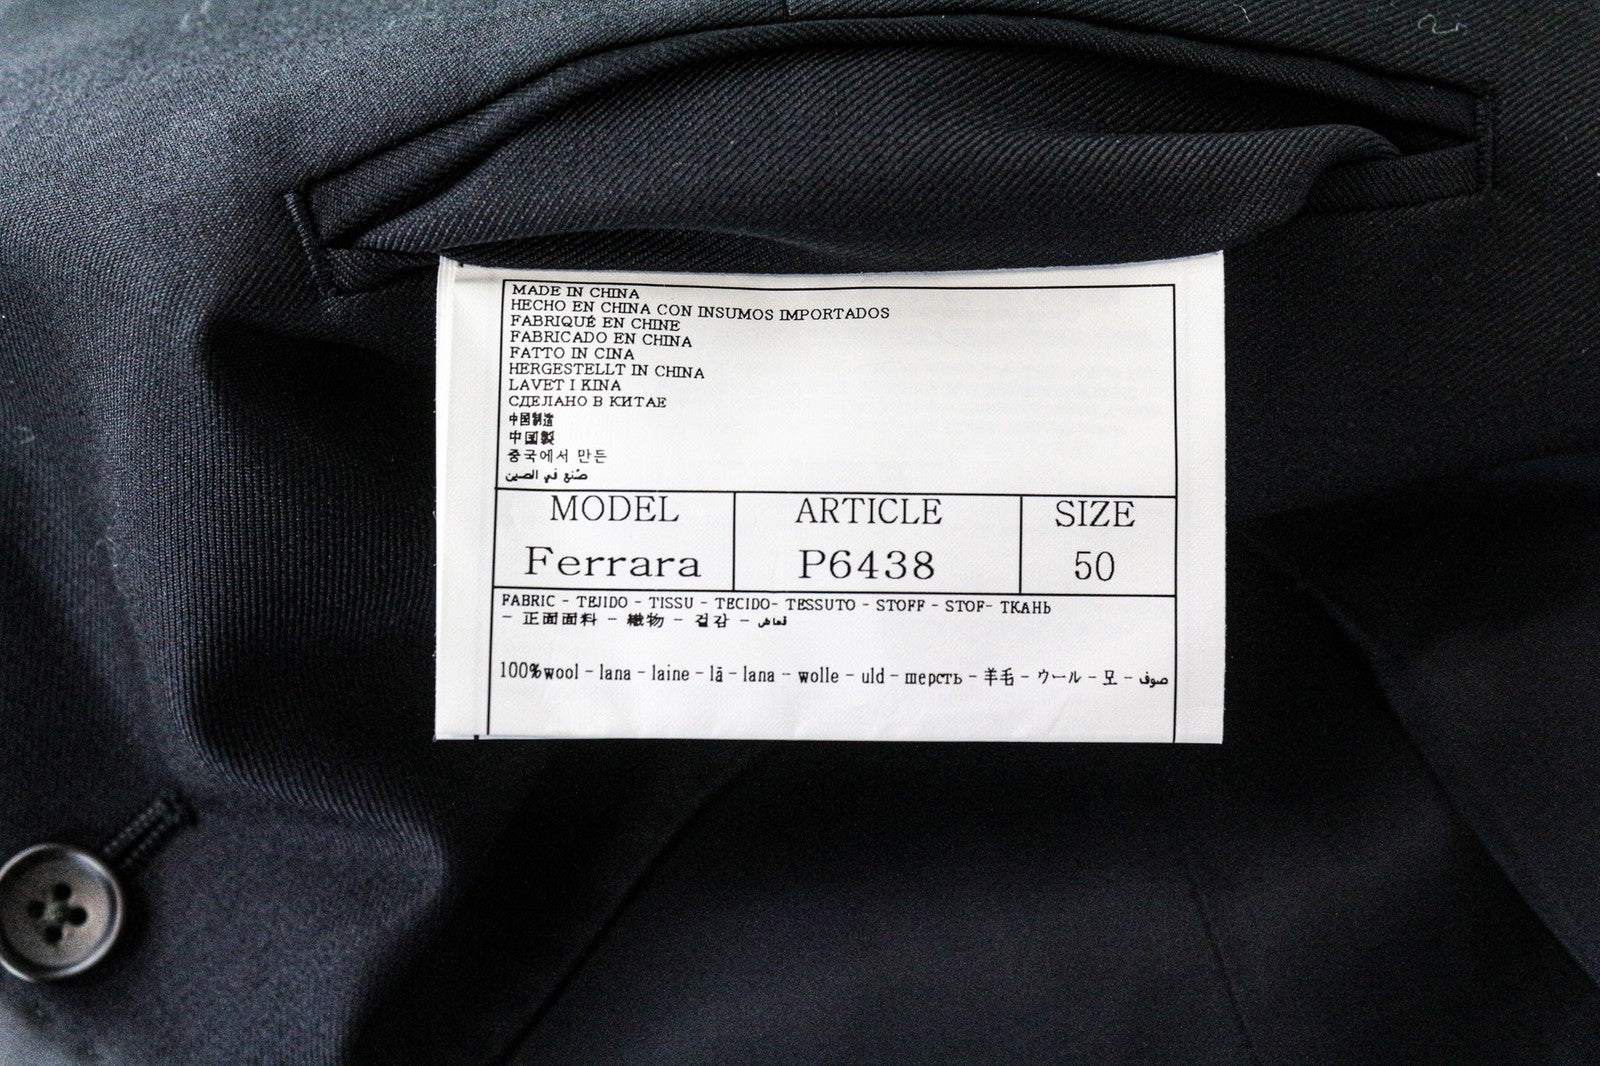 MADE IN CHINA
HECHO EN CHINA CON INSUMOS IMPORTADOS
FABRIQUÉ EN CHINE
FABRICADO EN CHINA
FATTO IN CINA
HERGESTELLT IN CHINA
LAVET I KINA
СДЕЛАНО В КИТАЕ
中国制造
中国製
중국에서 만든
صُنع في الصين
MODEL ARTICLE SIZE
Ferrara P6438 50
FABRIC - TEJIDO - TISSU - TECIDO- TESSUTO - STOFF - STOF- ТКАНЬ
- 正面面料 - 織物 - 겉감 - قماش
100%wool - lana - laine - lã - lana - wolle - uld - шерсть - 羊毛 - ウール - 모 - صوف